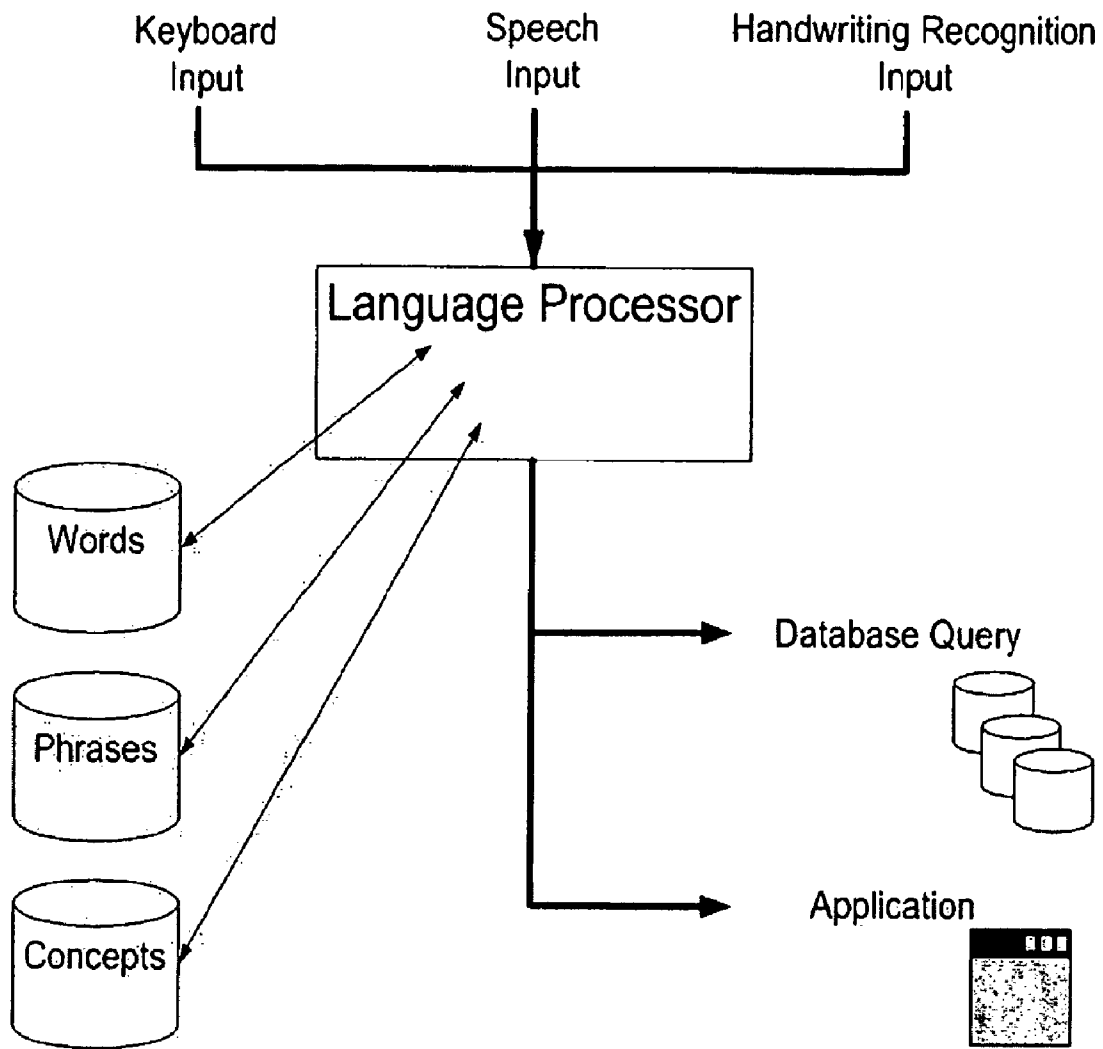 Keyboard
Input
Speech
Input
Handwriting Recognition
Input
Language Processor
Words
Phrases
Concepts
Database Query
Application